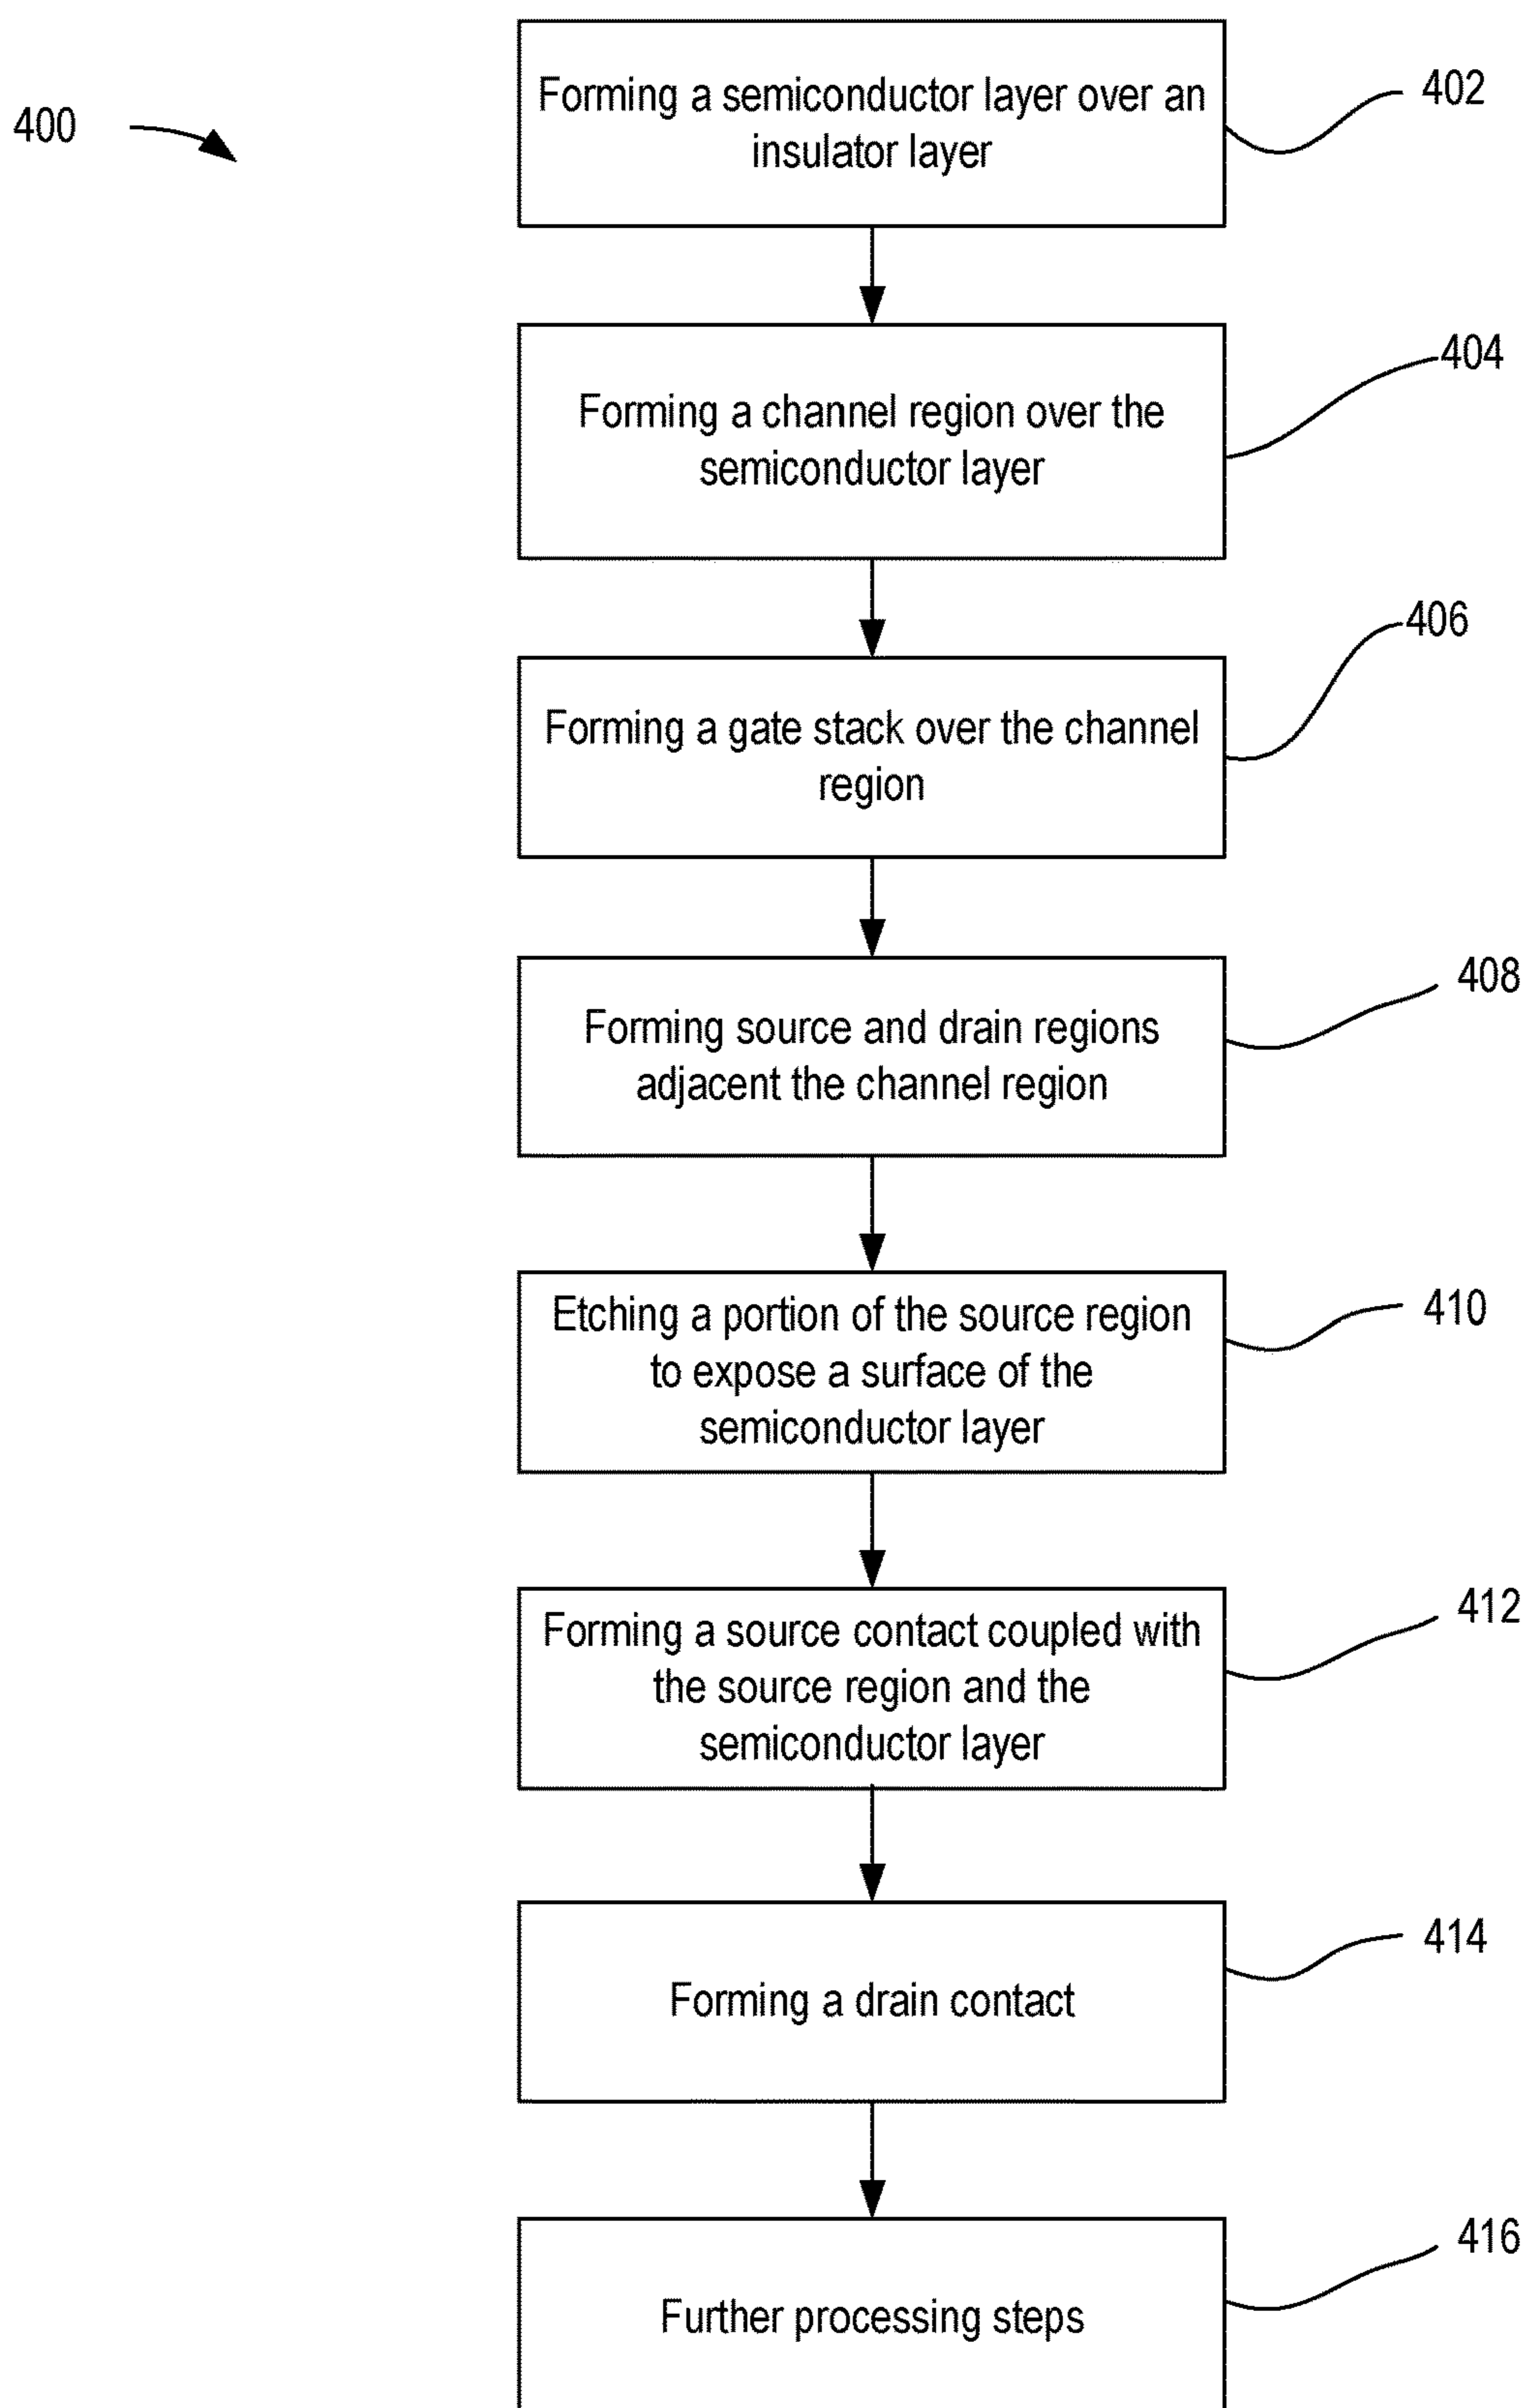 400
Forming a semiconductor layer over an
insulator layer
402
Forming a channel region over the
semiconductor layer
404
Forming a gate stack over the channel
region
406
Forming source and drain regions
adjacent the channel region
408
Etching a portion of the source region
to expose a surface of the
semiconductor layer
410
Forming a source contact coupled with
the source region and the
semiconductor layer
412
Forming a drain contact
414
Further processing steps
416